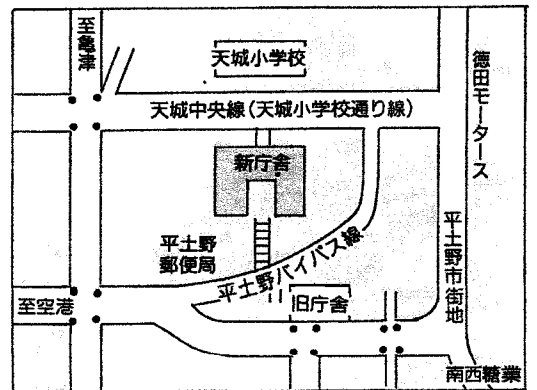 至亀津
天城小学校
天城中央線(天城小学校通り線)
徳田モータース
新庁舎
平土野
郵便局
平土野バイパス線
平土野市街地
至空港
旧庁舎
南西糖業